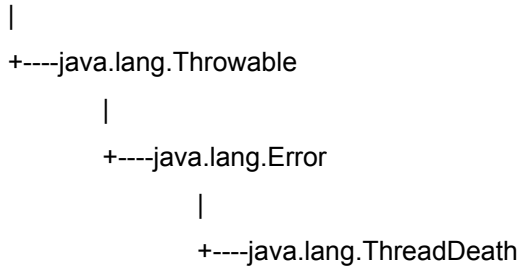 |
+----java.lang.Throwable
|
+----java.lang.Error
|
+----java.lang.ThreadDeath